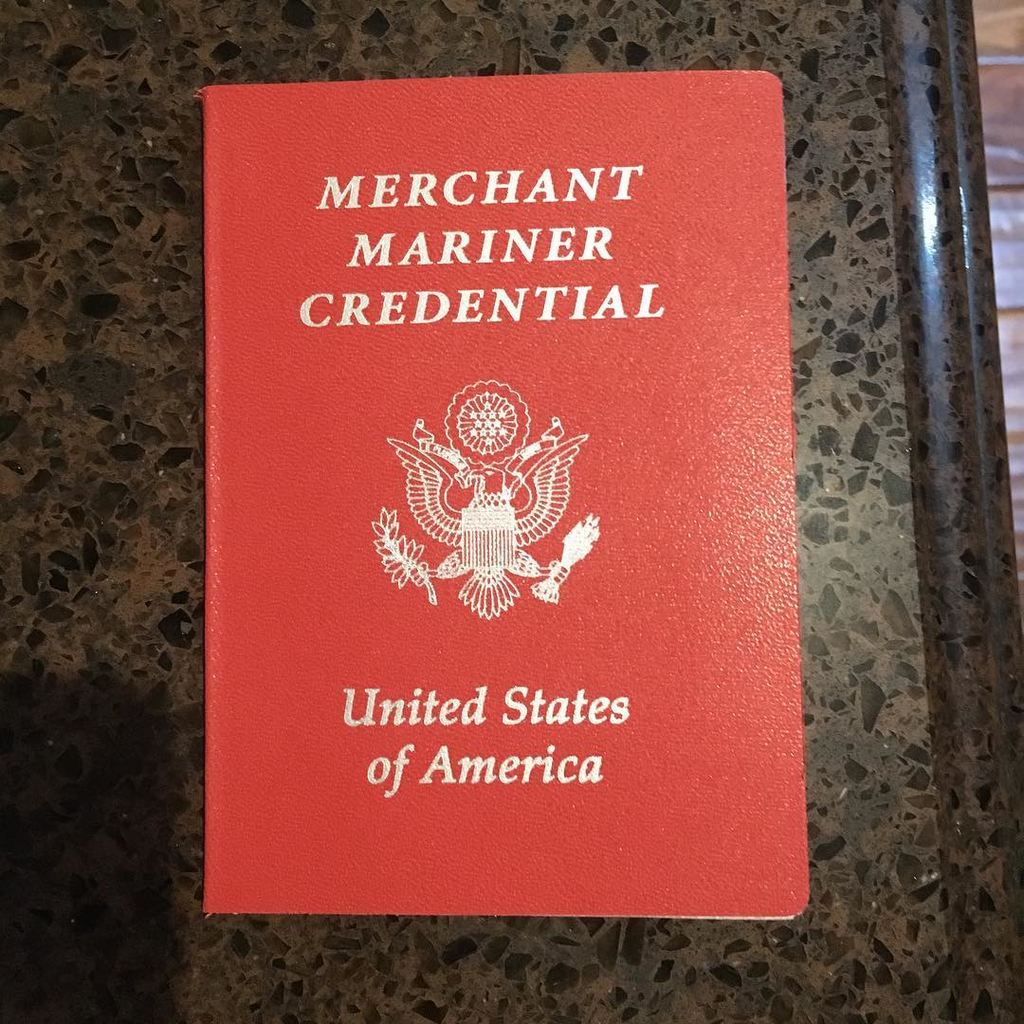 MERCHANT
MARINER
CREDENTIAL
United States
of America